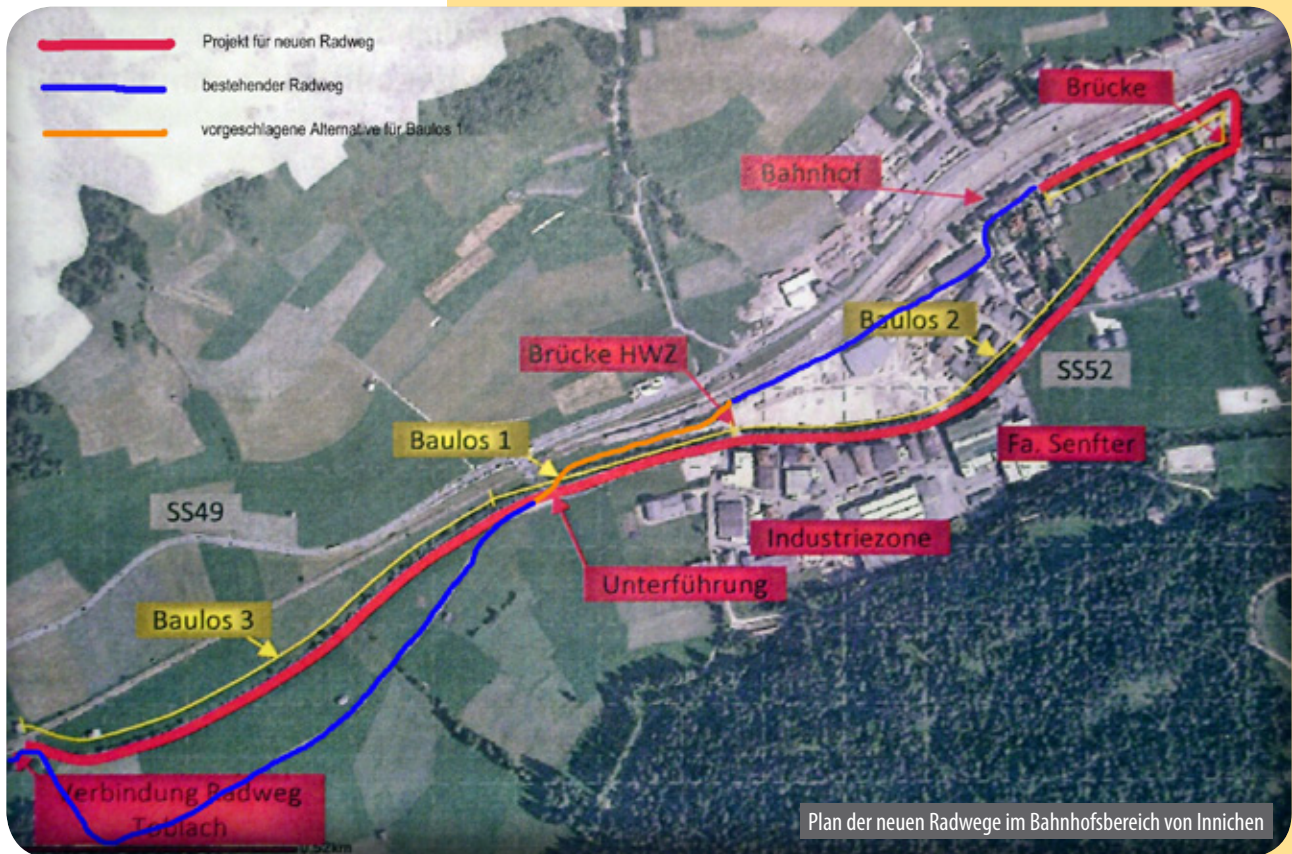 Projekt für neuen Radweg
bestehender Radweg
vorgeschlagene Alternative für Baulos 1
Brücke
Bahnhof
Baulos 2
Brücke HWZ
SS52
Baulos 1
Fa. Senfter
SS49
Industriezone
Unterführung
Baulos 3
Verbindung Radweg
Toblach
0.52km
Plan der neuen Radwege im Bahnhofsbereich von Innichen